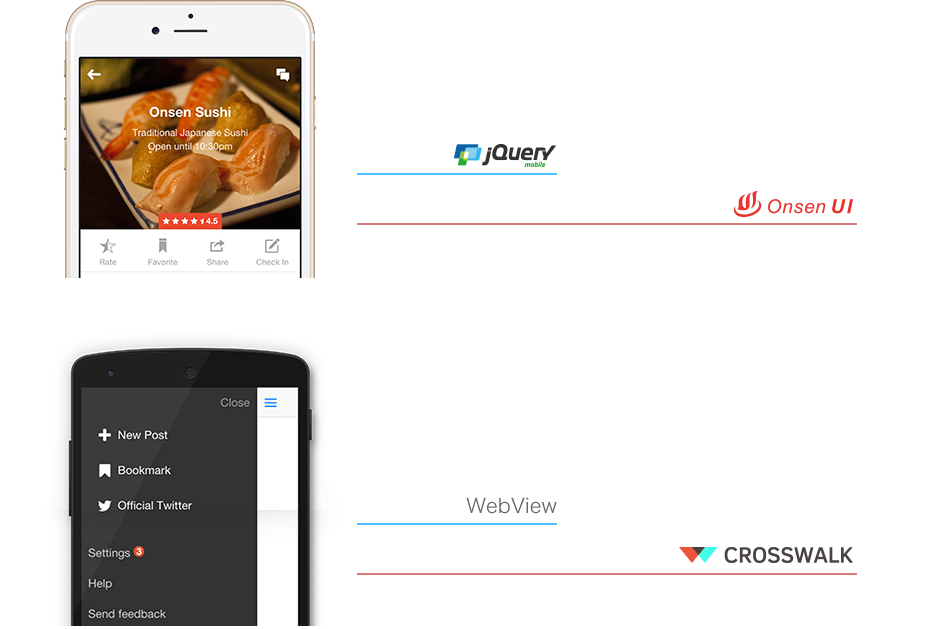 Onsen Sushi
Traditional Japanese Sushi
Open until 10:30pm
4.5
Rate
Favorite
Share
Check In
jQuery
mobile
Onsen UI
Close
New Post
Bookmark
Official Twitter
Settings 3
Help
Send feedback
WebView
CROSSWALK